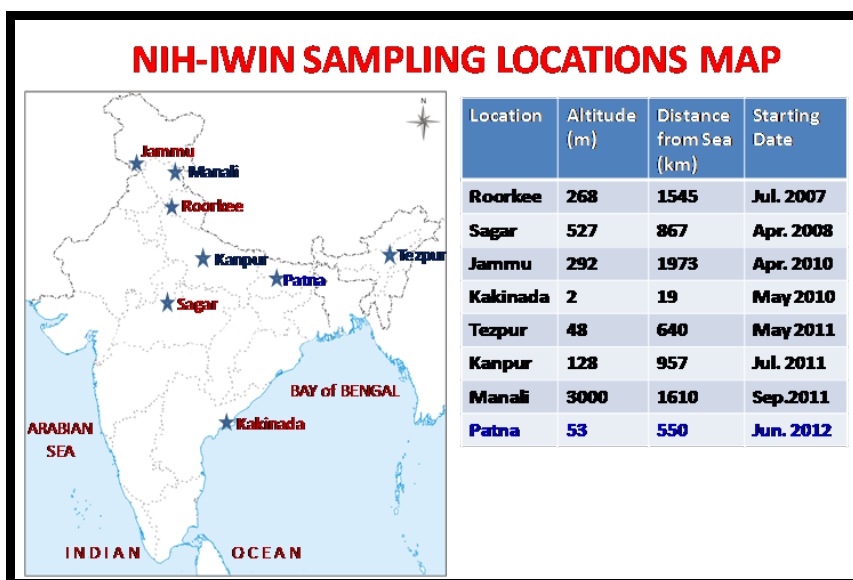 NIH-IWIN SAMPLING LOCATIONS MAP
N
Jammu
Manali
Roorkee
Kanpur
Tezpur
Patna
Sagar
BAY of BENGAL
Kakinada
ARABIAN
SEA
INDIAN OCEAN
Location Altitude (m) Distance from Sea (km) Starting Date
Roorkee 268 1545 Jul. 2007
Sagar 527 867 Apr. 2008
Jammu 292 1973 Apr. 2010
Kakinada 2 19 May 2010
Tezpur 48 640 May 2011
Kanpur 128 957 Jul. 2011
Manali 3000 1610 Sep.2011
Patna 53 550 Jun. 2012